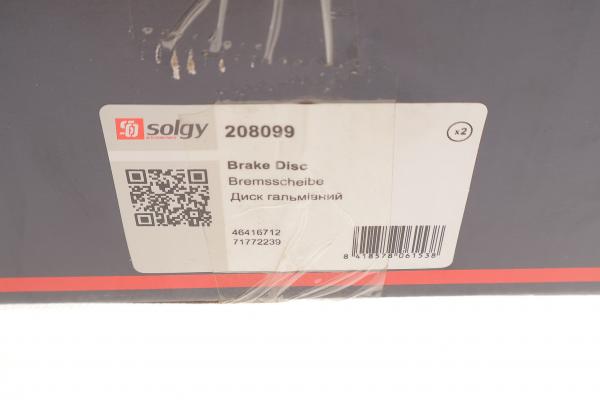 solgy
208099
x2
Brake Disc
Bremsscheibe
Диск гальмівний
46416712
71772239
8 418578 061538